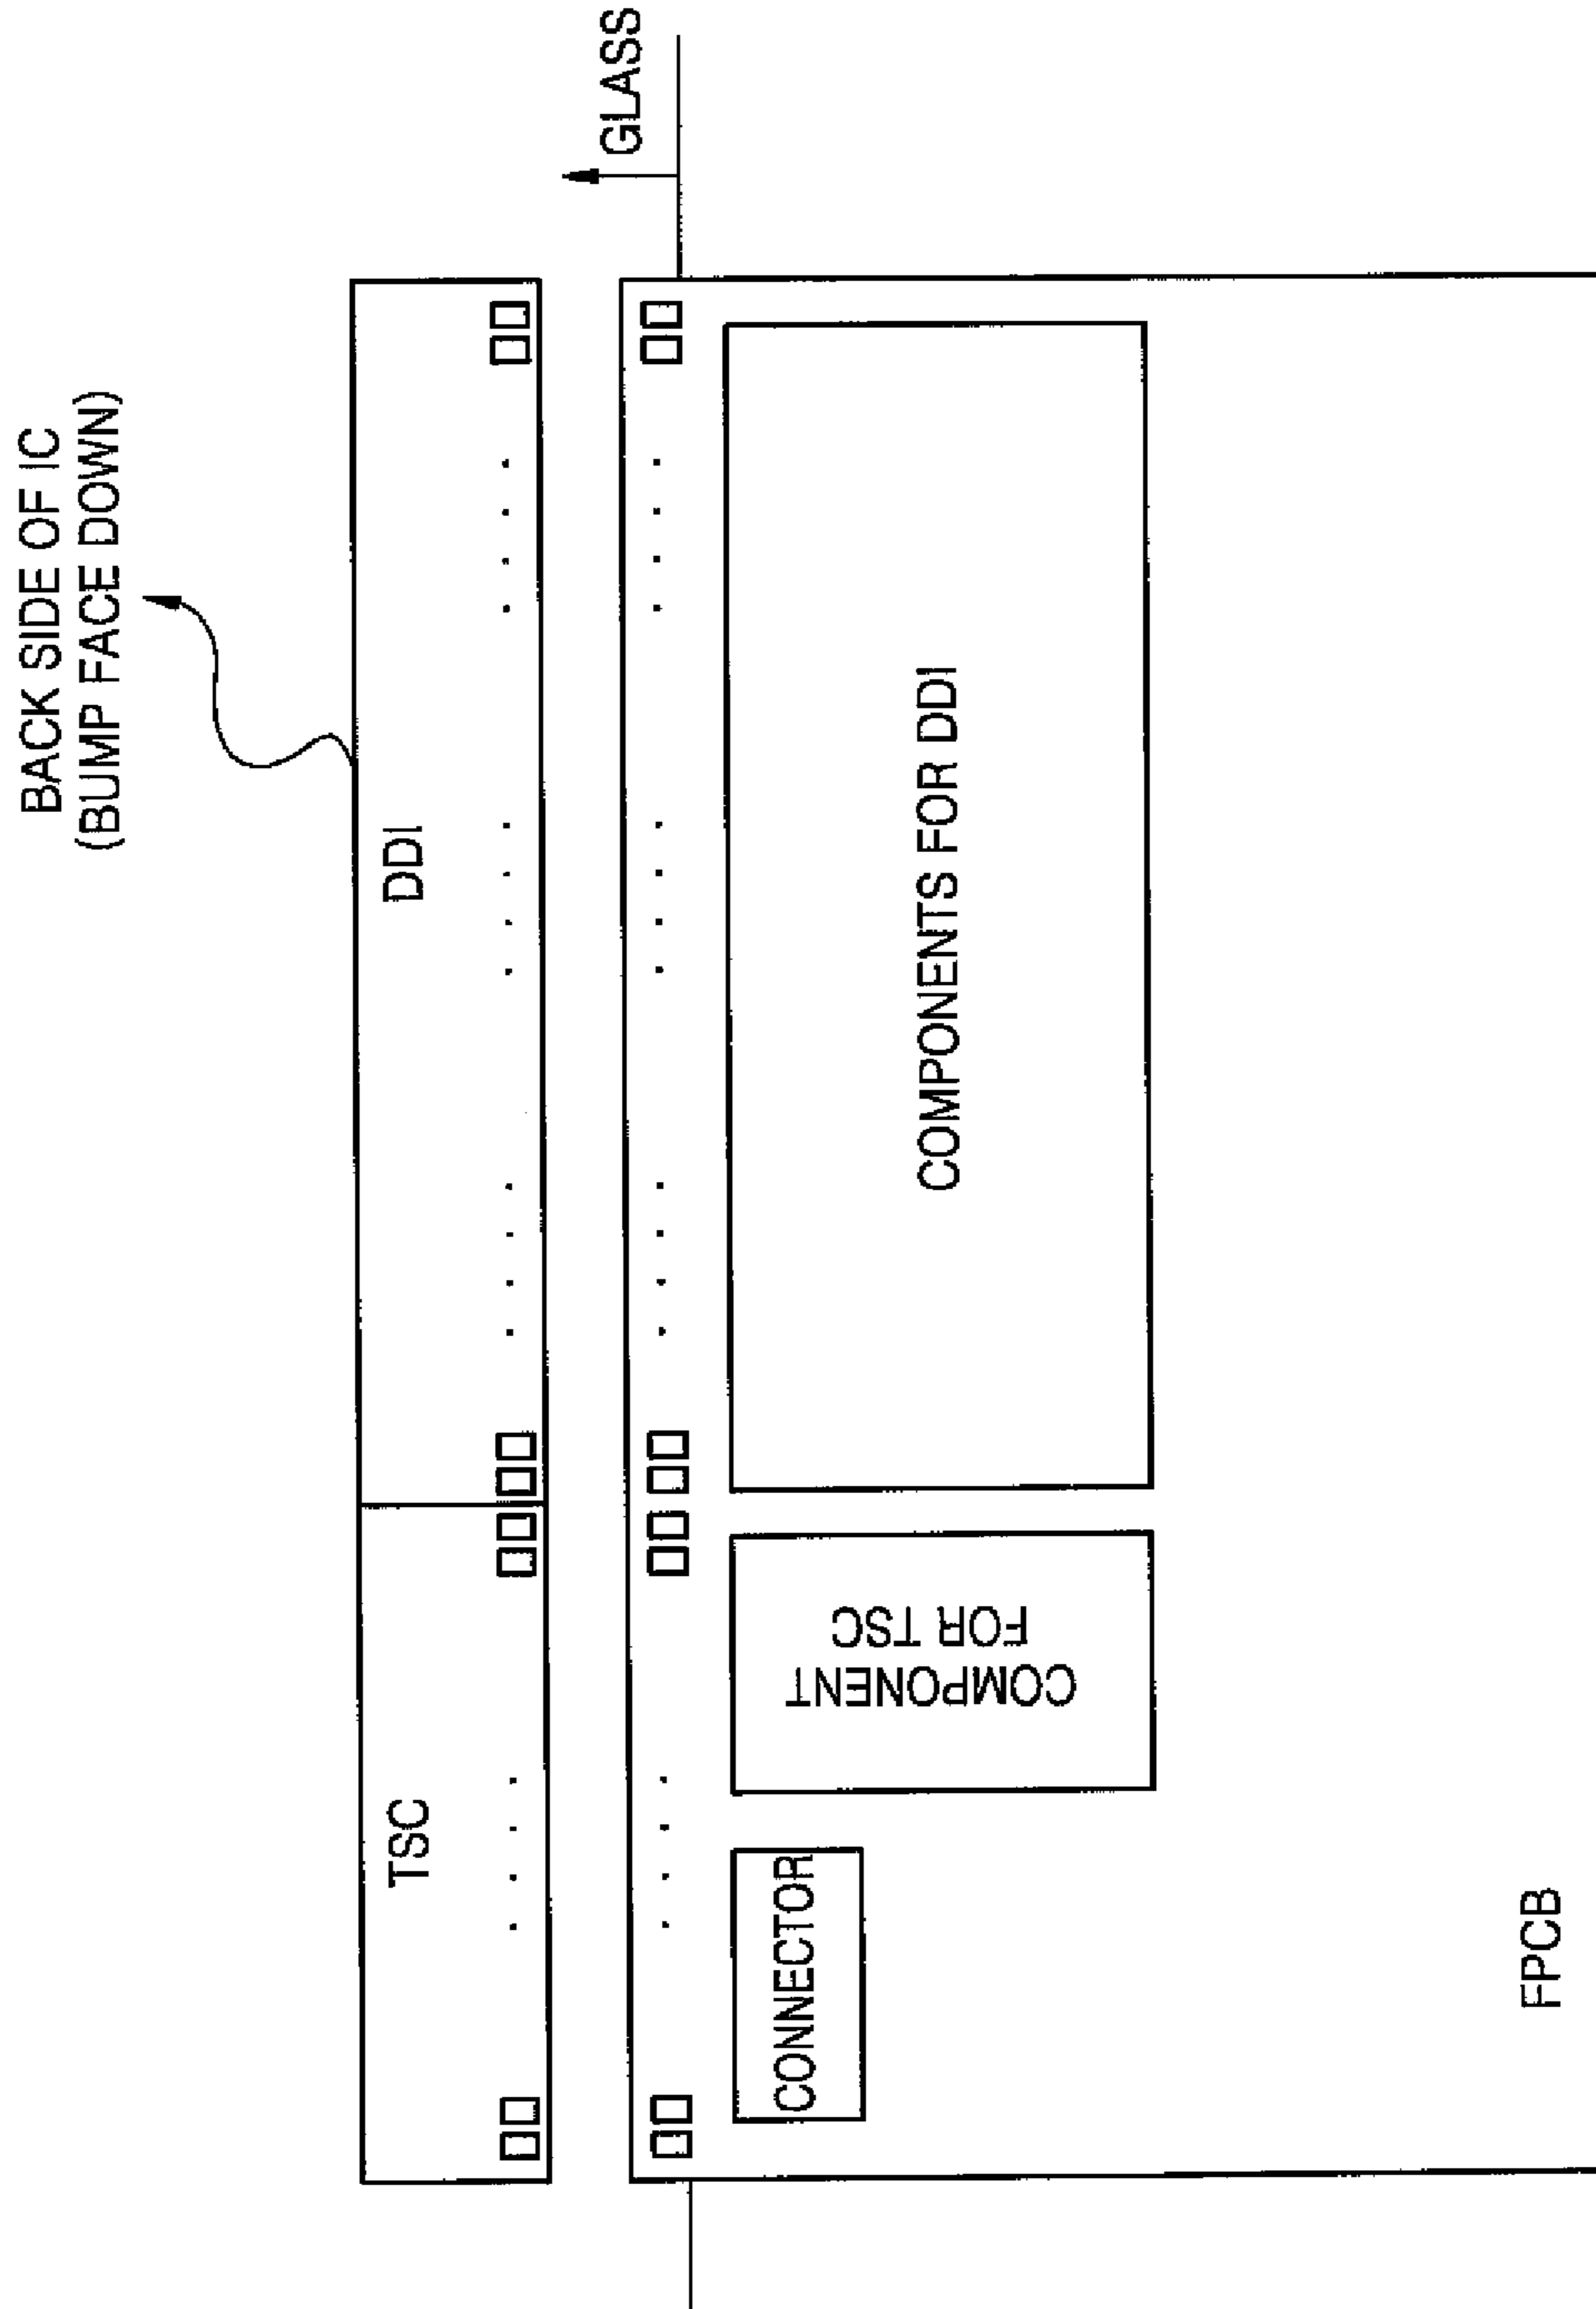 BACK SIDE OF IC
(BUMP FACE DOWN)
GLASS
TSC
DDI
CONNECTOR
COMPONENT
FOR TSC
COMPONENTS FOR DDI
FPCB